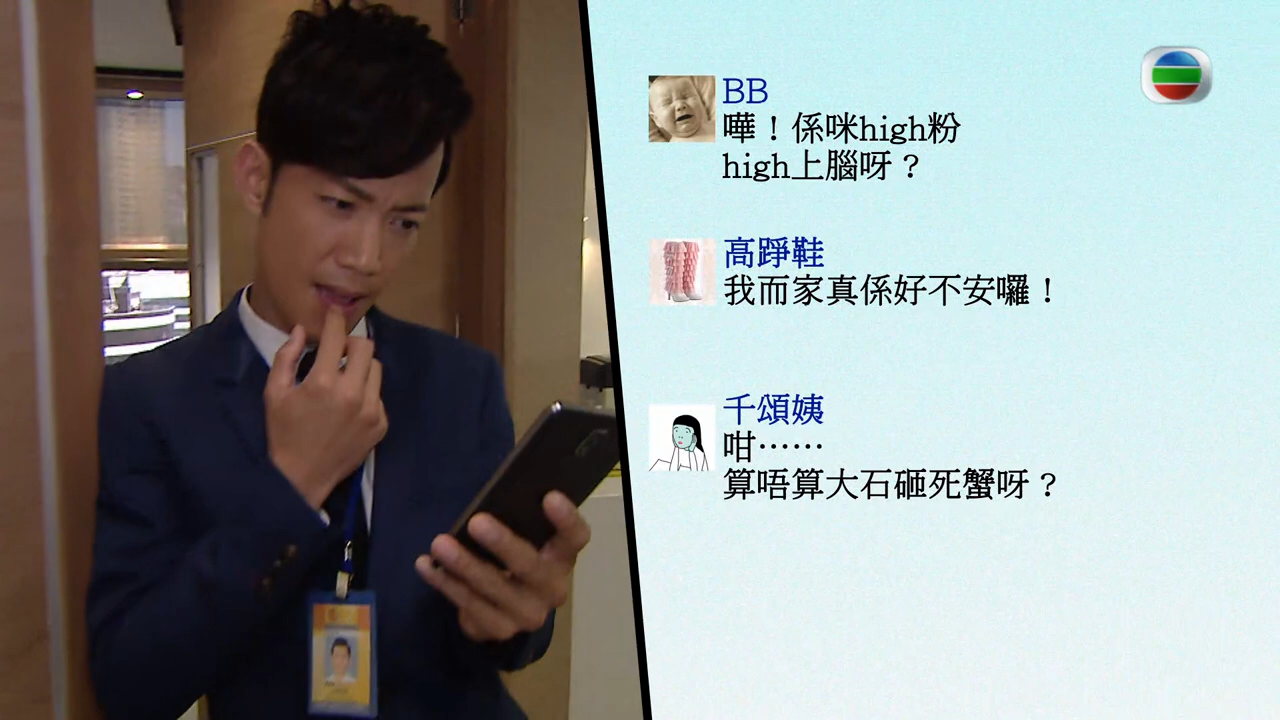 BB
嘩！係咪high粉
high上腦呀？
高踭鞋
我而家真係好不安囉！
千頌姨
咁……
算唔算大石砸死蟹呀？